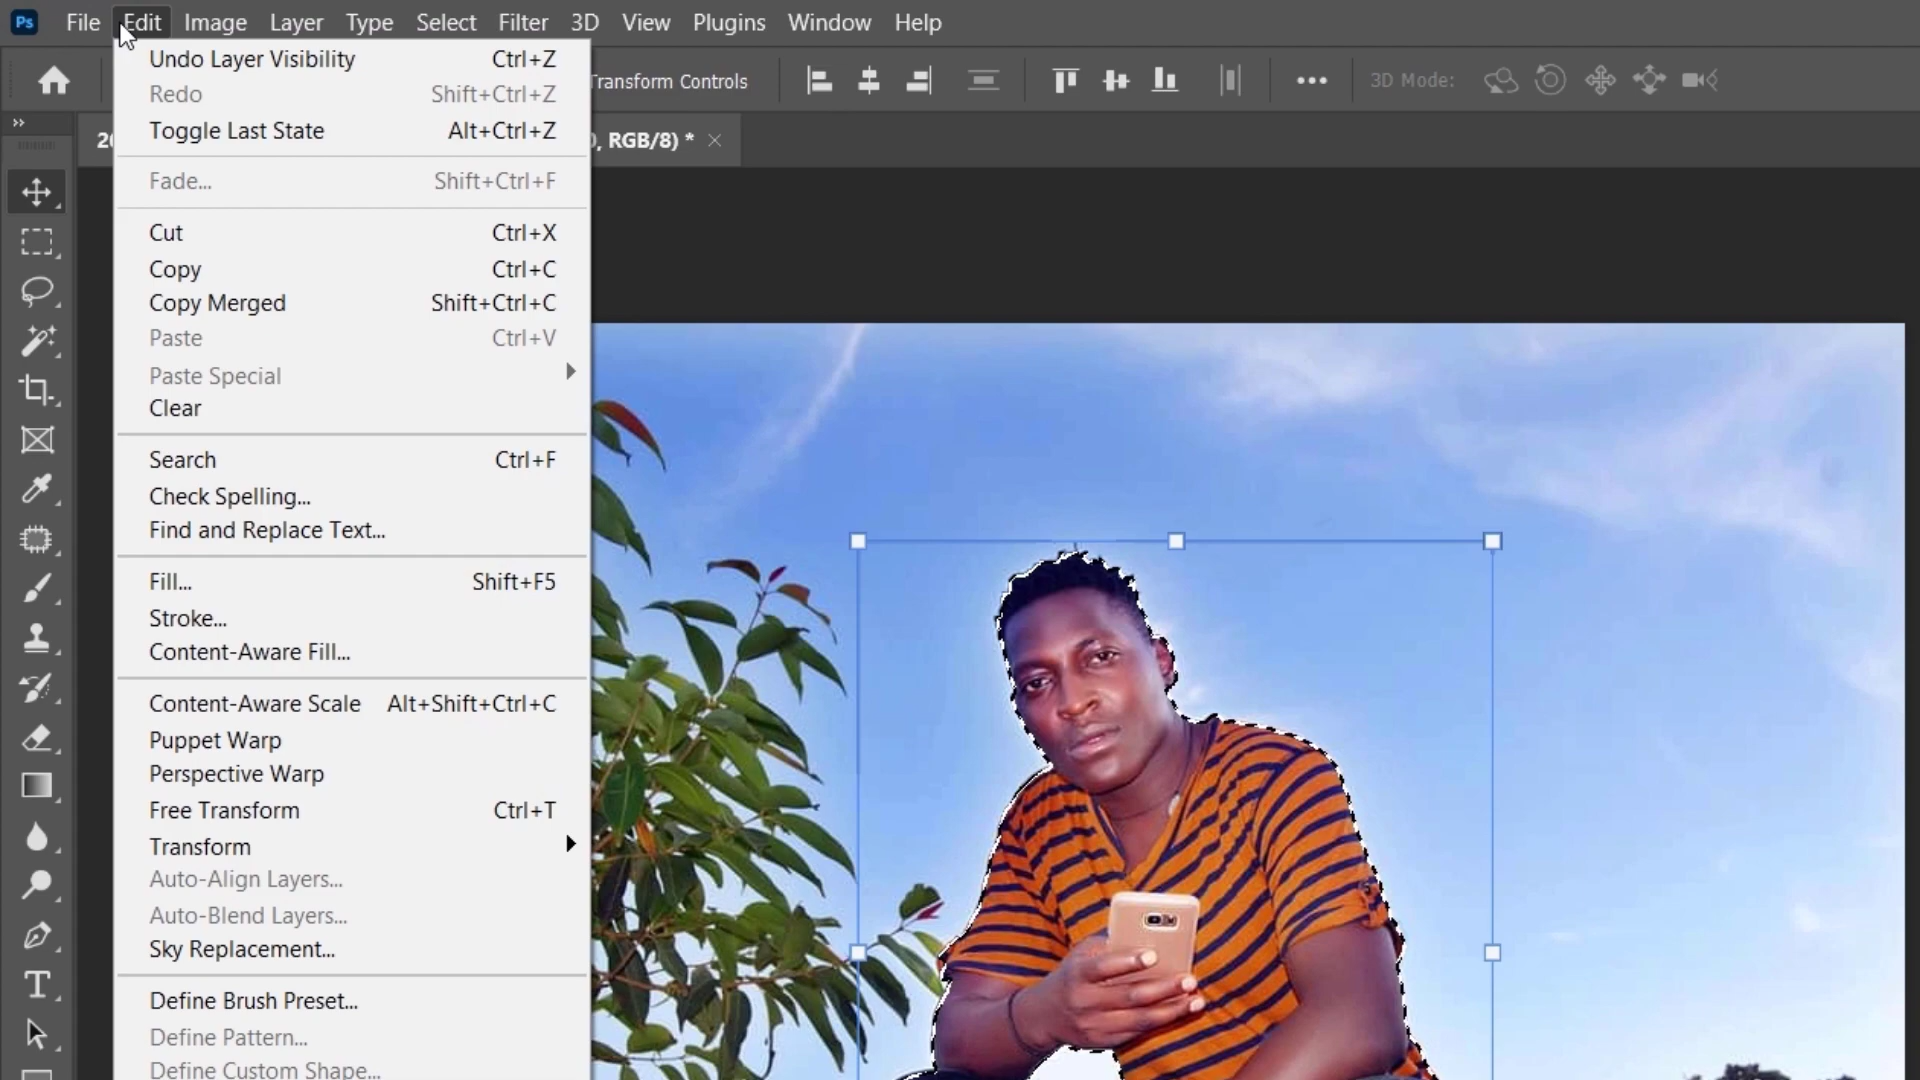 Ps File Edit Image Layer Type Select Filter 3D View Plugins Window Help
Transform Controls 3D Mode:
, RGB/8) *
Undo Layer Visibility Ctrl+Z
Redo Shift+Ctrl+Z
Toggle Last State Alt+Ctrl+Z
Fade... Shift+Ctrl+F
Cut Ctrl+X
Copy Ctrl+C
Copy Merged Shift+Ctrl+C
Paste Ctrl+V
Paste Special
Clear
Search Ctrl+F
Check Spelling...
Find and Replace Text...
Fill... Shift+F5
Stroke...
Content-Aware Fill...
Content-Aware Scale Alt+Shift+Ctrl+C
Puppet Warp
Perspective Warp
Free Transform Ctrl+T
Transform
Auto-Align Layers...
Auto-Blend Layers...
Sky Replacement...
Define Brush Preset...
Define Pattern...
Define Custom Shape...